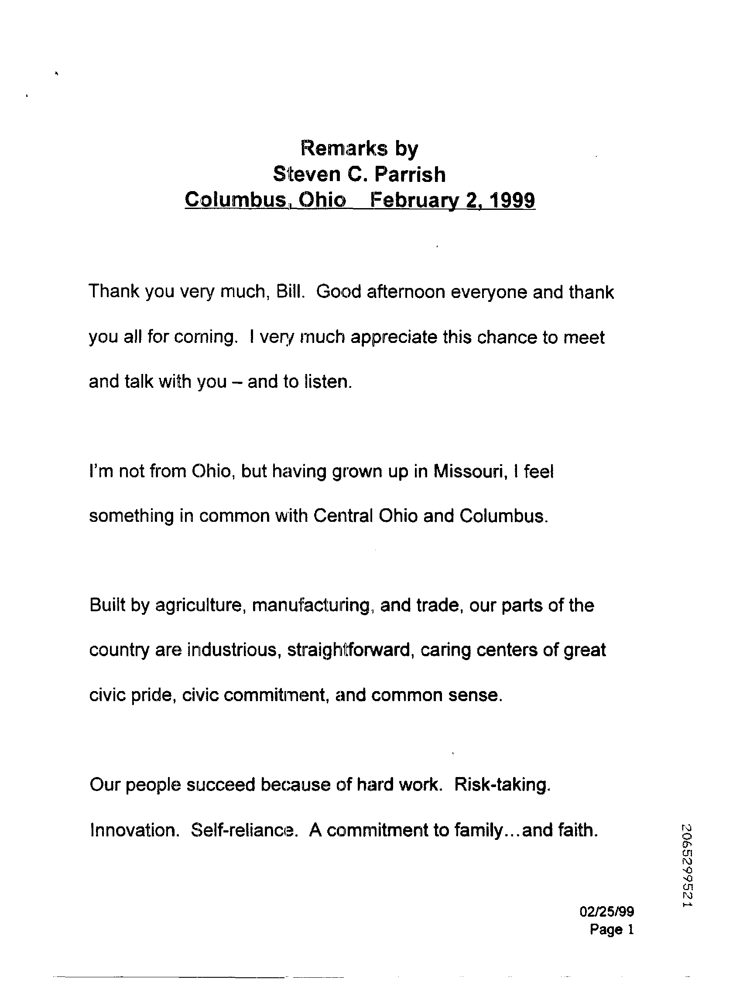 Remarks by
Steven C. Parrish
Columbus, Ohio February 2, 1999
Thank you very much, Bill. Good afternoon everyone and thank
you all for coming. I very much appreciate this chance to meet
and talk with you – and to listen.
I'm not from Ohio, but having grown up in Missouri, I feel
something in common with Central Ohio and Columbus.
Built by agriculture, manufacturing, and trade, our parts of the
country are industrious, straightforward, caring centers of great
civic pride, civic commitment, and common sense.
Our people succeed because of hard work. Risk-taking.
Innovation. Self-reliance. A commitment to family...and faith.
2065299521
02/25/99
Page 1